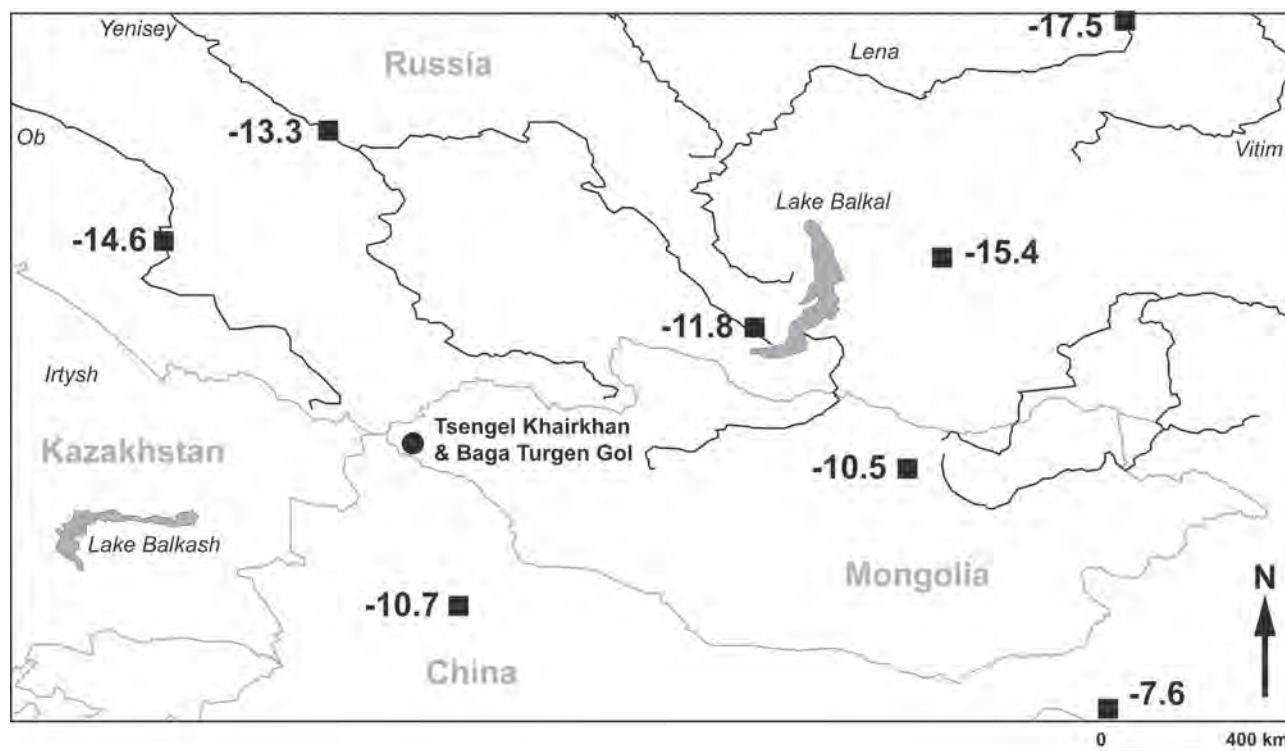 Yenisey
Russia
Lena
-17.5
Ob
-13.3
Vitim
Lake Balkal
-14.6
-15.4
-11.8
Irtysh
Tsengel Khairkhan
& Baga Turgen Gol
Kazakhstan
-10.5
Lake Balkash
Mongolia
N
-10.7
China
-7.6
0 400 km